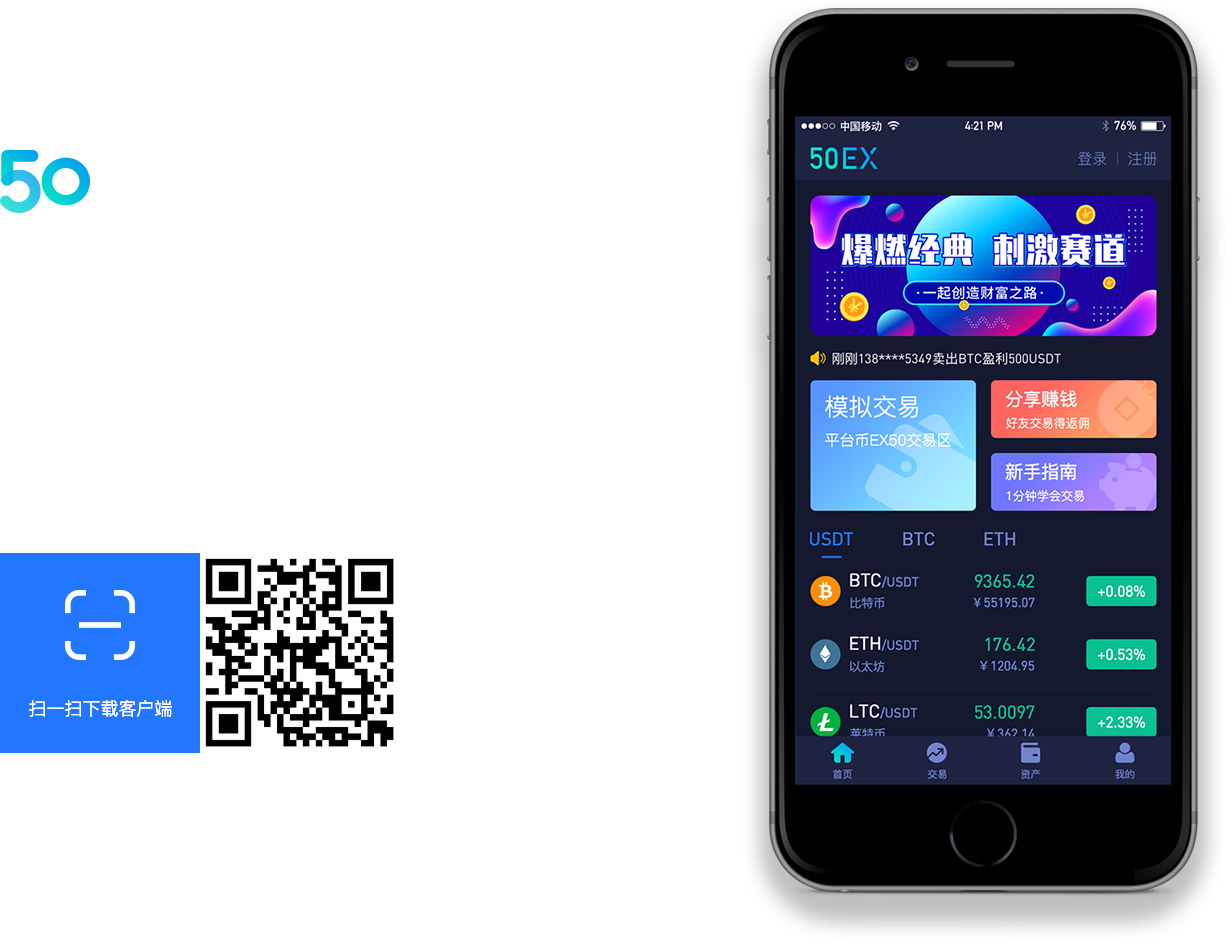 50
扫一扫下载客户端
中国移动 4:21 PM 76%
50EX 登录 | 注册
爆燃经典 刺激赛道
·一起创造财富之路·
刚刚138****5349卖出BTC盈利500USDT
模拟交易
平台币EX50交易区
分享赚钱
好友交易得返佣
新手指南
1分钟学会交易
USDT BTC ETH
BTC/USDT 9365.42 +0.08%
比特币 ¥55195.07
ETH/USDT 176.42 +0.53%
以太坊 ¥1204.95
LTC/USDT 53.0097 +2.33%
莱特币 ¥362.14
首页 交易 资产 我的